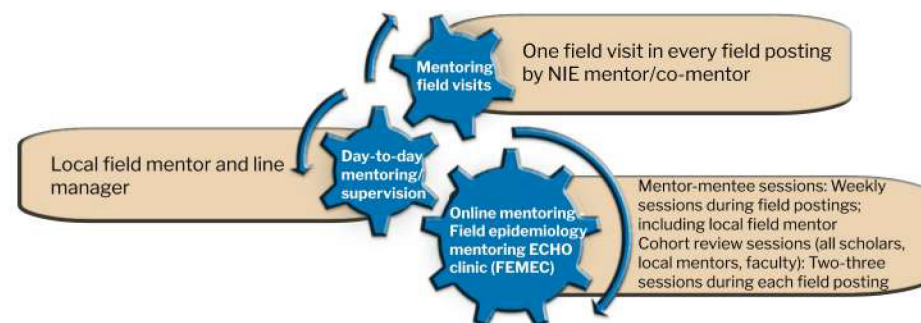 Mentoring
field visits
One field visit in every field posting
by NIE mentor/co-mentor
Day-to-day
mentoring/
supervision
Local field mentor and line
manager
Online mentoring -
Field epidemiology
mentoring ECHO
clinic (FEMEC)
Mentor-mentee sessions: Weekly
sessions during field postings;
including local field mentor
Cohort review sessions (all scholars,
local mentors, faculty): Two-three
sessions during each field posting